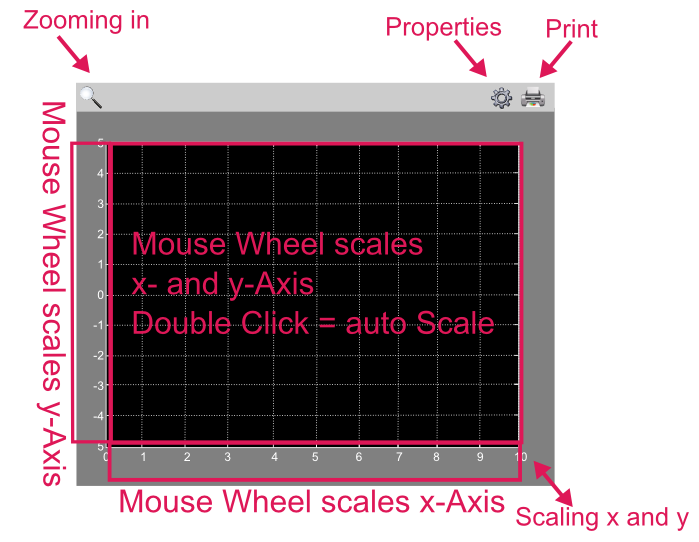 Zooming in
Properties
Print
Mouse Wheel scales y-Axis
5
4
3
2
1
0
-1
-2
-3
-4
5
Mouse Wheel scales
x- and y-Axis
Double Click = auto Scale
0 1 2 3 4 5 6 7 8 9 10
Mouse Wheel scales x-Axis
Scaling x and y